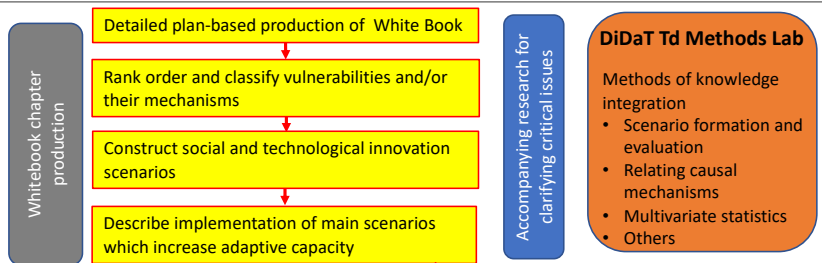 Whitebook chapter
production
Detailed plan-based production of White Book
Rank order and classify vulnerabilities and/or
their mechanisms
Construct social and technological innovation
scenarios
Describe implementation of main scenarios
which increase adaptive capacity
Accompanying research for
clarifying critical issues
DiDaT Td Methods Lab
Methods of knowledge
integration
• Scenario formation and
evaluation
• Relating causal
mechanisms
• Multivariate statistics
• Others